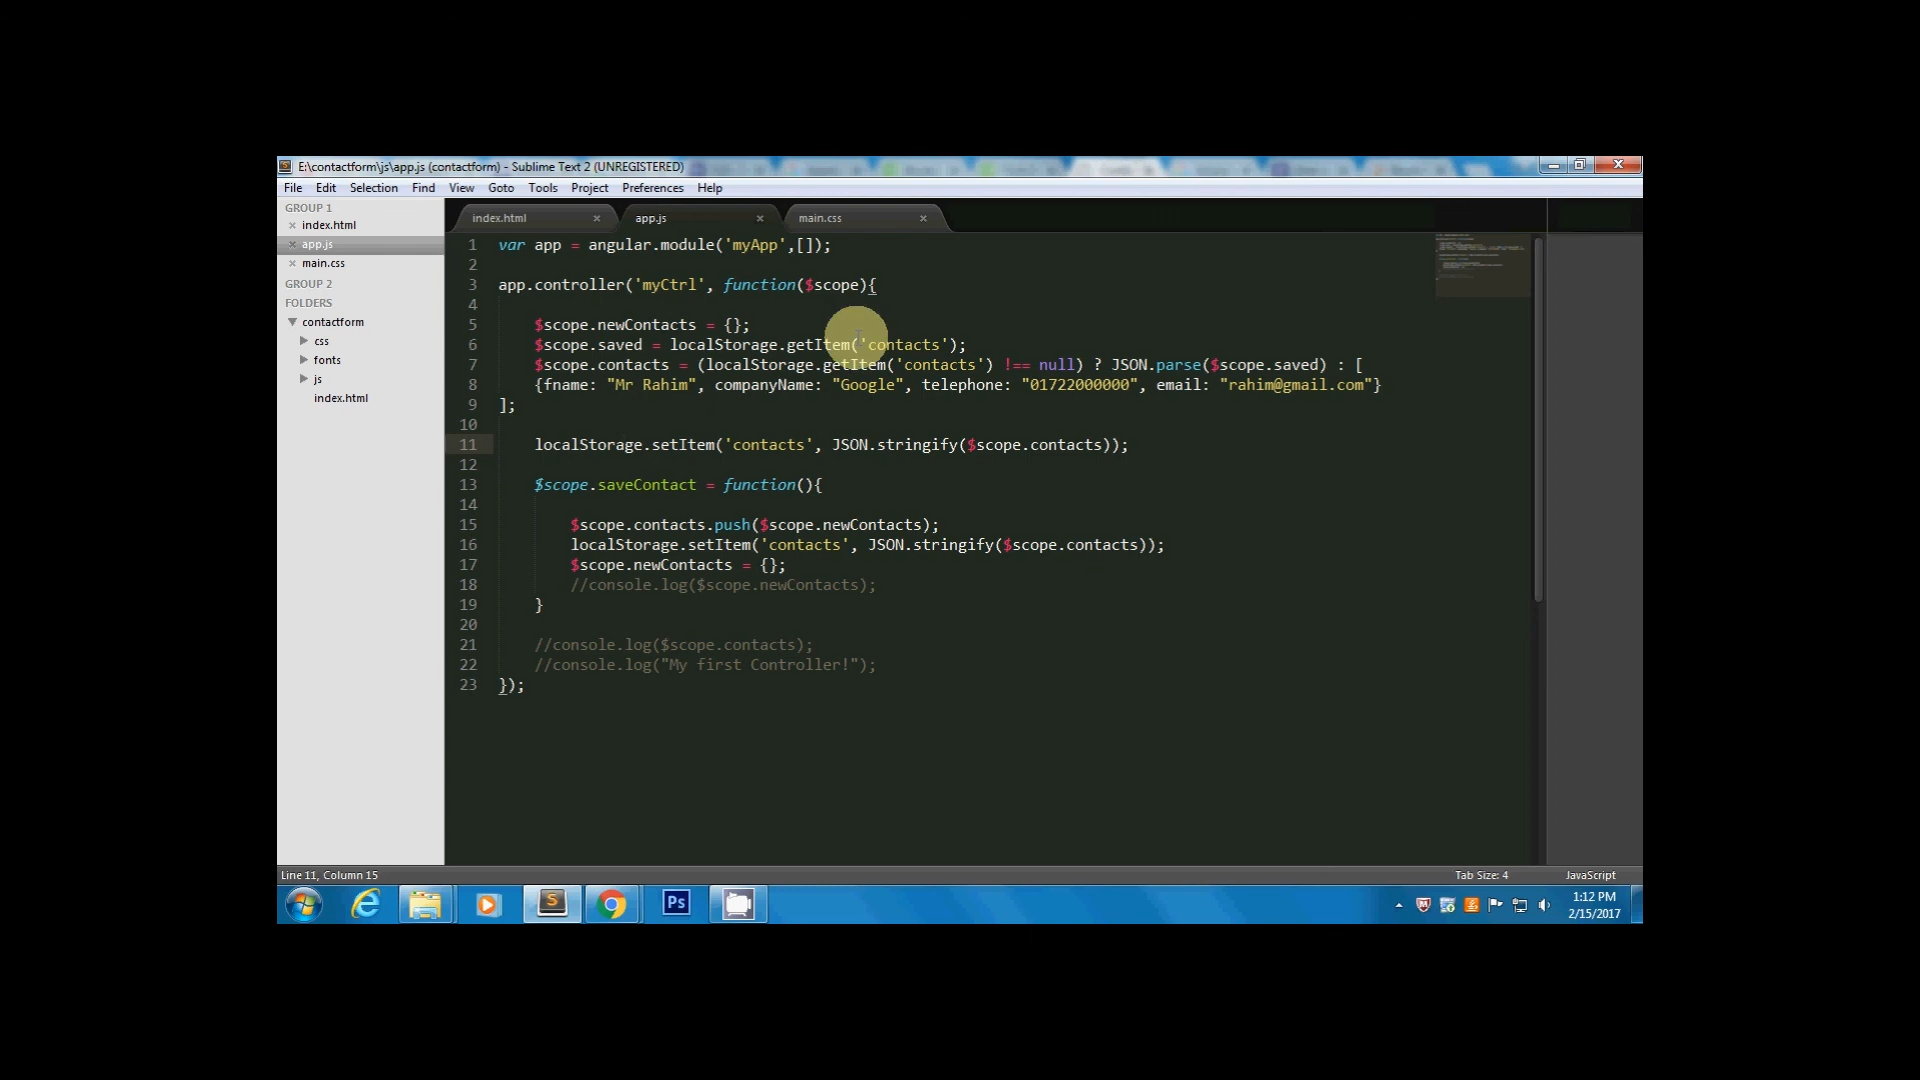 E:\contactform\js\app.js (contactform) - Sublime Text 2 (UNREGISTERED)
File Edit Selection Find View Goto Tools Project Preferences Help
GROUP 1
index.html
app.js
main.css
GROUP 2
FOLDERS
contactform
css
fonts
js
index.html
index.html app.js main.css
1 var app = angular.module('myApp',[]);
2
3 app.controller('myCtrl', function($scope){
4
5 $scope.newContacts = {};
6 $scope.saved = localStorage.getItem('contacts');
7 $scope.contacts = (localStorage.getItem('contacts') !== null) ? JSON.parse($scope.saved) : [
8 {fname: "Mr Rahim", companyName: "Google", telephone: "01722000000", email: "rahim@gmail.com"}
9 ];
10
11 localStorage.setItem('contacts', JSON.stringify($scope.contacts));
12
13 $scope.saveContact = function(){
14
15 $scope.contacts.push($scope.newContacts);
16 localStorage.setItem('contacts', JSON.stringify($scope.contacts));
17 $scope.newContacts = {};
18 //console.log($scope.newContacts);
19 }
20
21 //console.log($scope.contacts);
22 //console.log("My first Controller!");
23 });
Line 11, Column 15 Tab Size: 4 JavaScript
Ps
1:12 PM
2/15/2017